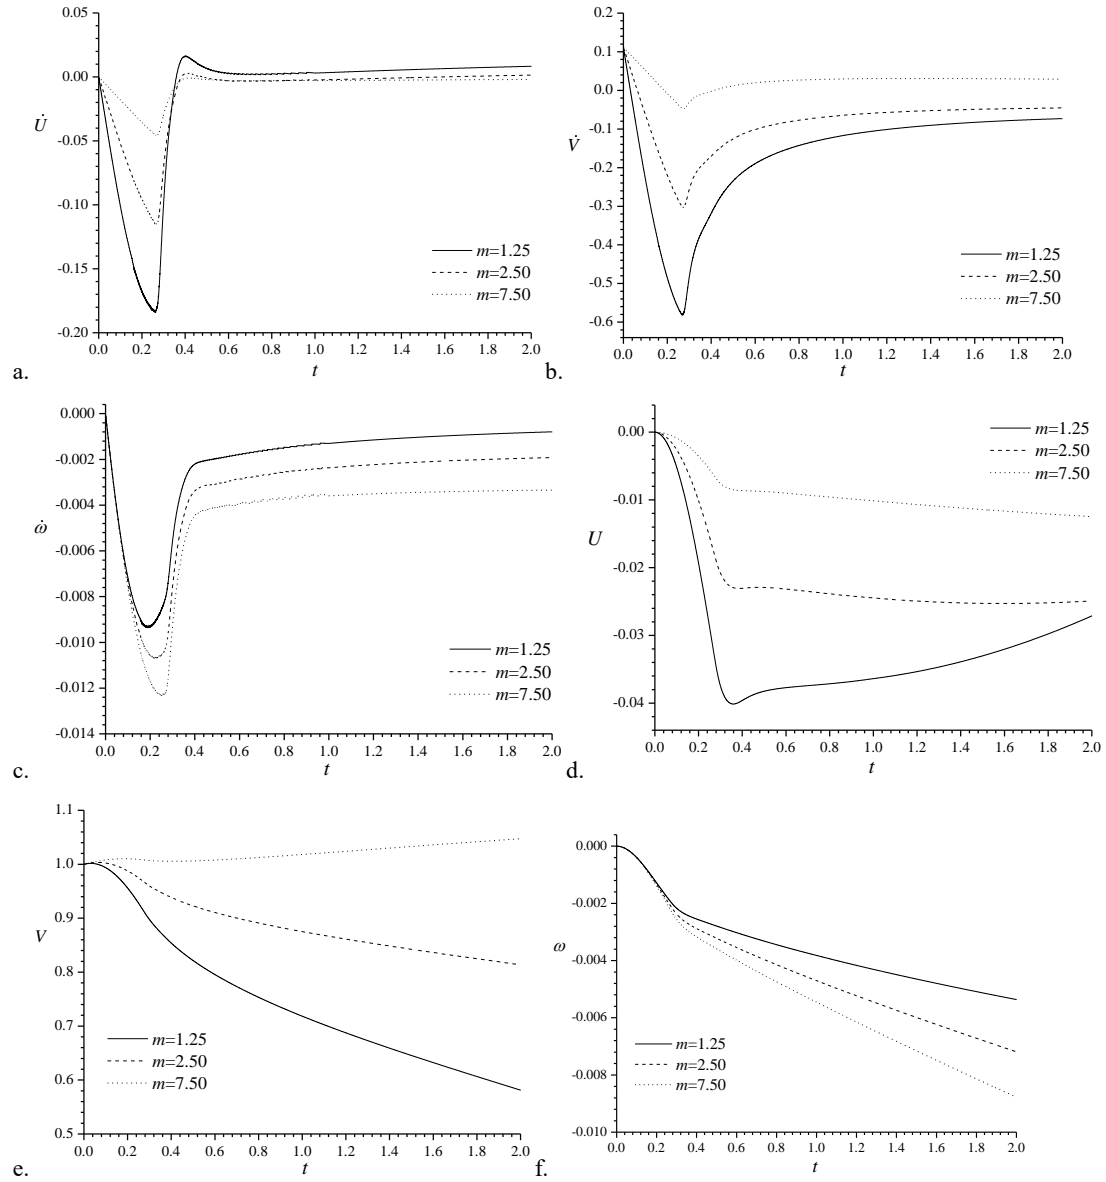 0.05
0.00
-0.05
-0.10
-0.15
-0.20
U̇
m=1.25
m=2.50
m=7.50
0.0 0.2 0.4 0.6 0.8 1.0 1.2 1.4 1.6 1.8 2.0
t
a.
0.2
0.1
0.0
-0.1
-0.2
-0.3
-0.4
-0.5
-0.6
V̇
m=1.25
m=2.50
m=7.50
0.0 0.2 0.4 0.6 0.8 1.0 1.2 1.4 1.6 1.8 2.0
t
b.
0.000
-0.002
-0.004
-0.006
-0.008
-0.010
-0.012
-0.014
ω̇
m=1.25
m=2.50
m=7.50
0.0 0.2 0.4 0.6 0.8 1.0 1.2 1.4 1.6 1.8 2.0
t
c.
0.00
-0.01
-0.02
-0.03
-0.04
U
m=1.25
m=2.50
m=7.50
0.0 0.2 0.4 0.6 0.8 1.0 1.2 1.4 1.6 1.8 2.0
t
d.
1.1
1.0
0.9
0.8
0.7
0.6
0.5
V
m=1.25
m=2.50
m=7.50
0.0 0.2 0.4 0.6 0.8 1.0 1.2 1.4 1.6 1.8 2.0
t
e.
0.000
-0.002
-0.004
-0.006
-0.008
-0.010
ω
m=1.25
m=2.50
m=7.50
0.0 0.2 0.4 0.6 0.8 1.0 1.2 1.4 1.6 1.8 2.0
t
f.